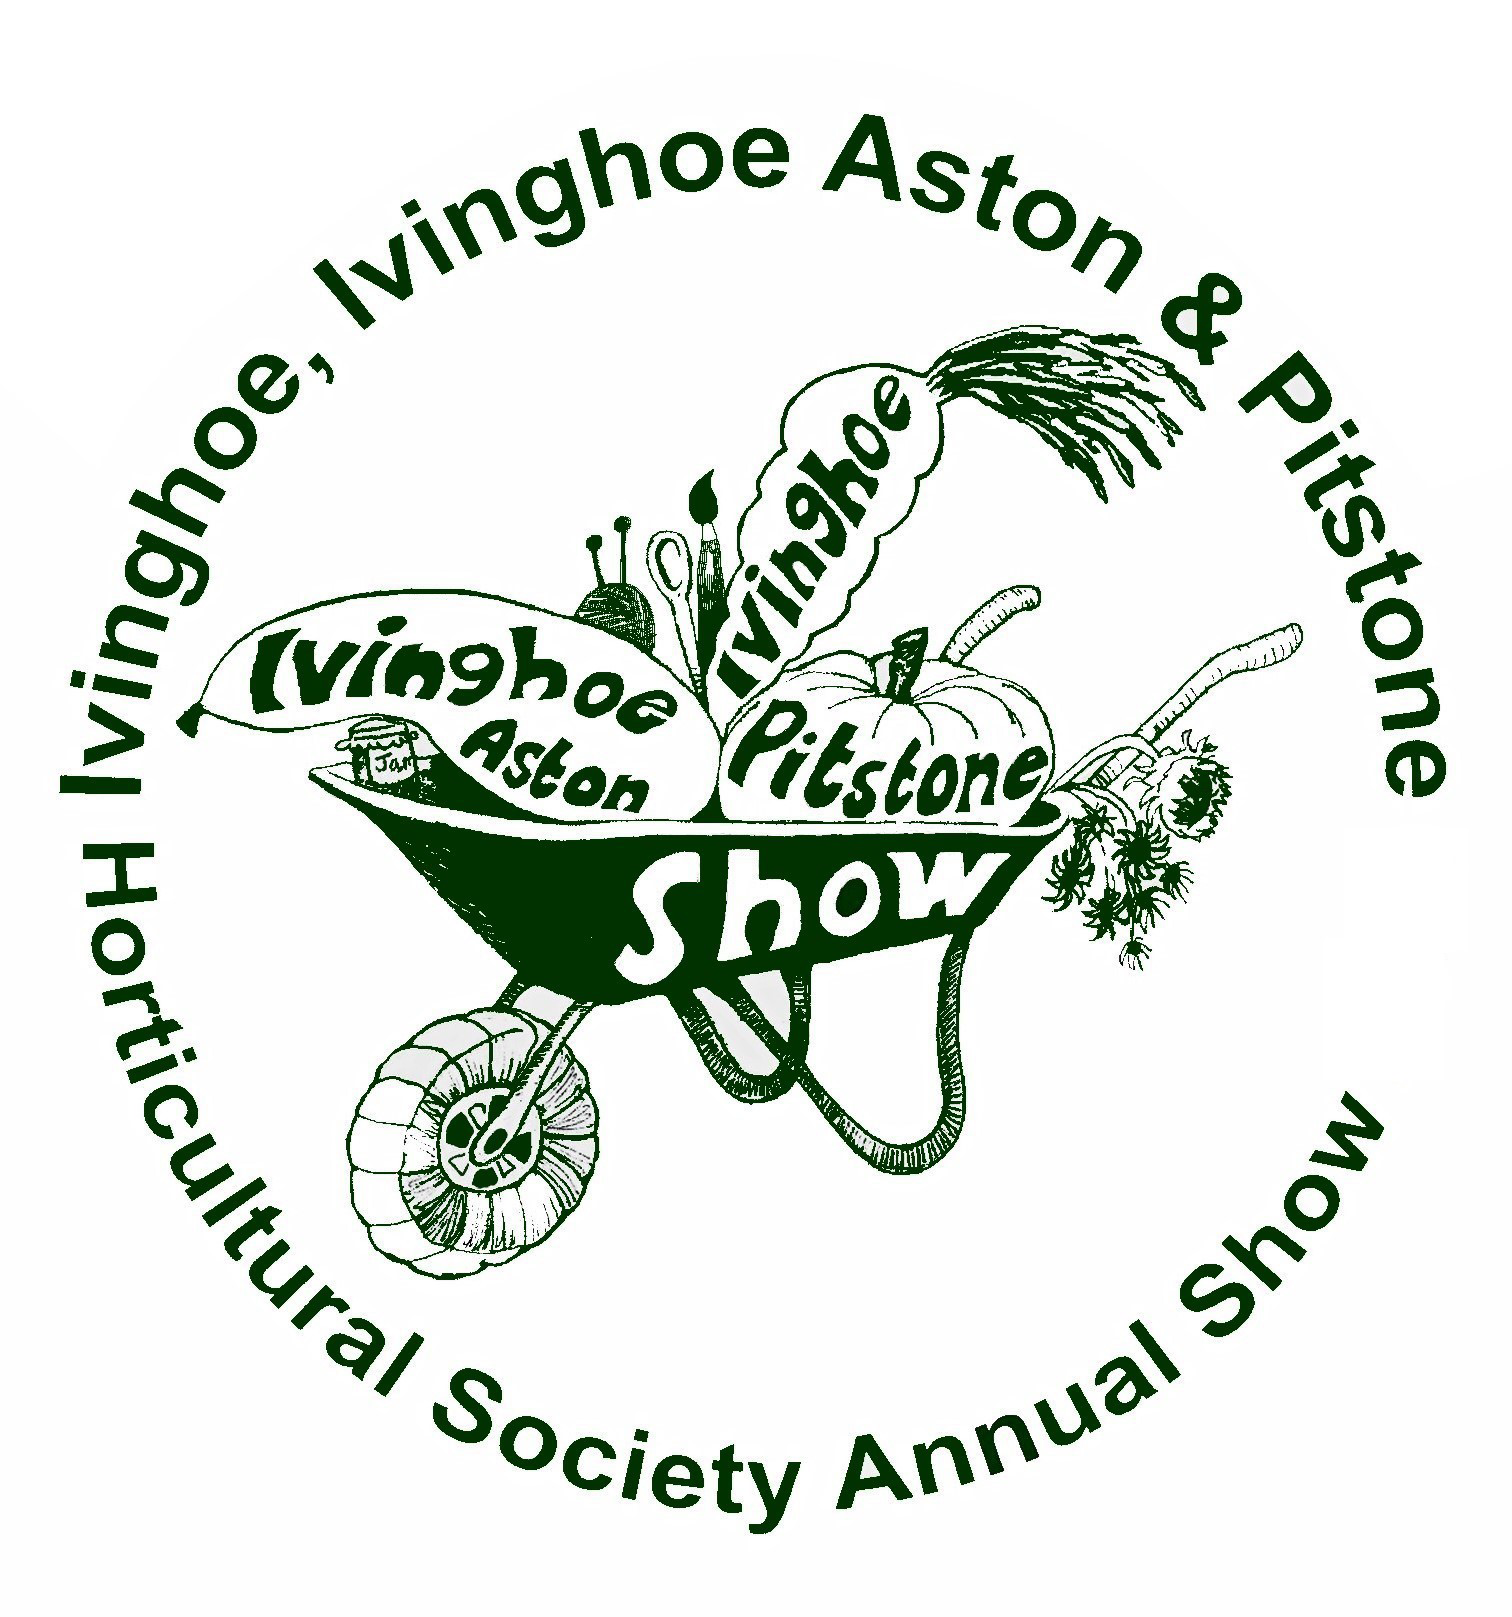 Ivinghoe, Ivinghoe Aston & Pitstone
Ivinghoe
Ivinghoe
Aston
Pitstone
Jam
Show
Horticultural Society Annual Show